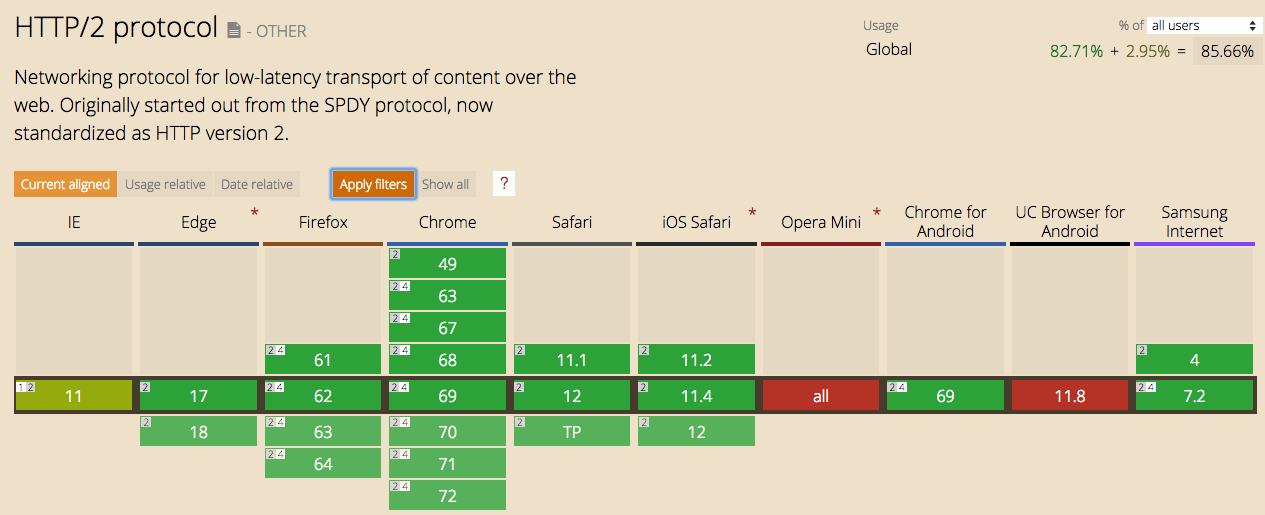 HTTP/2 protocol - OTHER
Usage % of all users
Global 82.71% + 2.95% = 85.66%
Networking protocol for low-latency transport of content over the
web. Originally started out from the SPDY protocol, now
standardized as HTTP version 2.
Current aligned Usage relative Date relative Apply filters Show all ?
IE Edge * Firefox Chrome Safari iOS Safari * Opera Mini * Chrome for Android UC Browser for Android Samsung Internet
2 49
2 4 63
2 4 67
2 4 61 2 4 68 2 11.1 2 11.2 2 4
1 2 11 2 17 2 4 62 2 4 69 2 12 2 11.4 all 2 4 69 11.8 2 4 7.2
2 18 2 4 63 2 4 70 2 TP 2 12
2 4 64 2 4 71
2 4 72